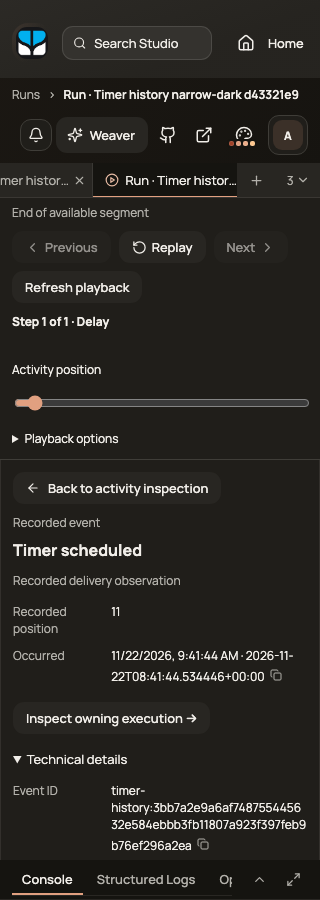 Search Studio
Home
Runs > Run · Timer history narrow-dark d43321e9
Weaver
A
mer histor... ×
Run · Timer histor...
+
3
End of available segment
Previous
Replay
Next
Refresh playback
Step 1 of 1 · Delay
Activity position
Playback options
Back to activity inspection
Recorded event
Timer scheduled
Recorded delivery observation
Recorded position
11
Occurred
11/22/2026, 9:41:44 AM · 2026-11-
22T08:41:44.534446+00:00
Inspect owning execution →
Technical details
Event ID
timer-
history:3bb7a2e9a6af7487554456
32e584ebbb3fb11807a923f397feb9
b76ef296a2ea
Console
Structured Logs